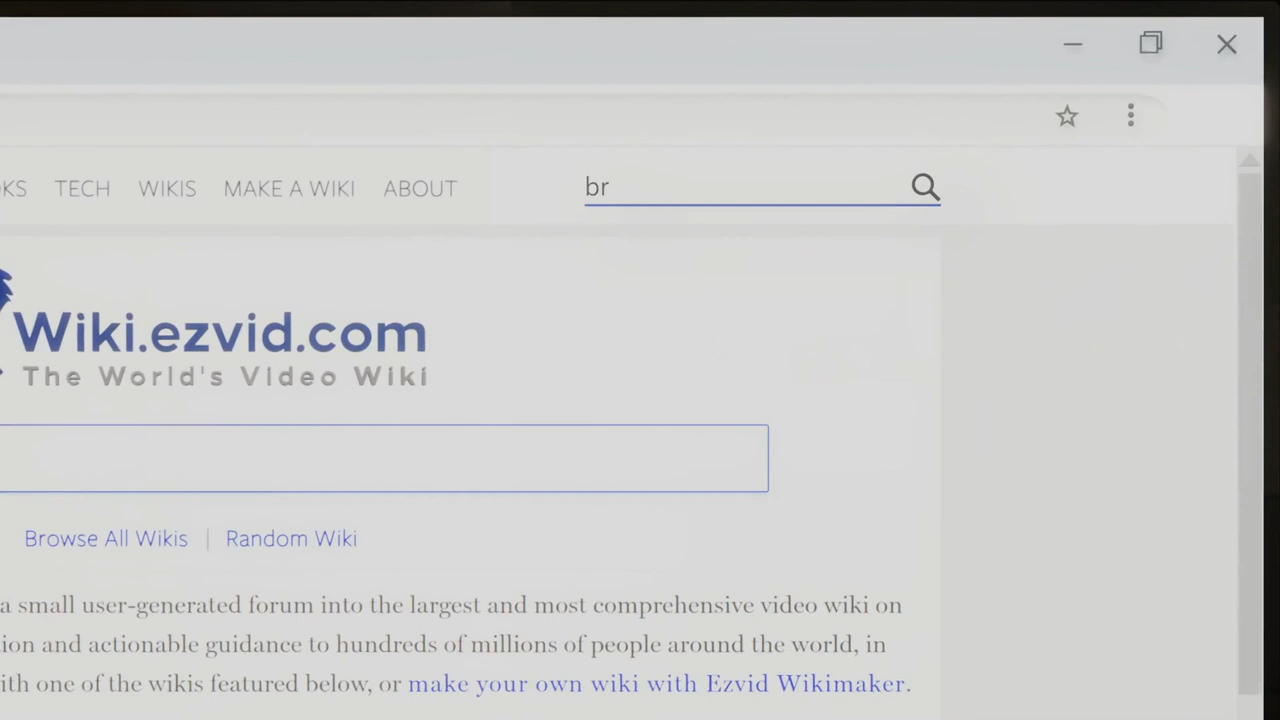 TECH WIKIS MAKE A WIKI ABOUT
br
Wiki.ezvid.com
The World's Video Wiki
Browse All Wikis | Random Wiki
a small user-generated forum into the largest and most comprehensive video wiki on
and actionable guidance to hundreds of millions of people around the world, in
with one of the wikis featured below, or make your own wiki with Ezvid Wikimaker.